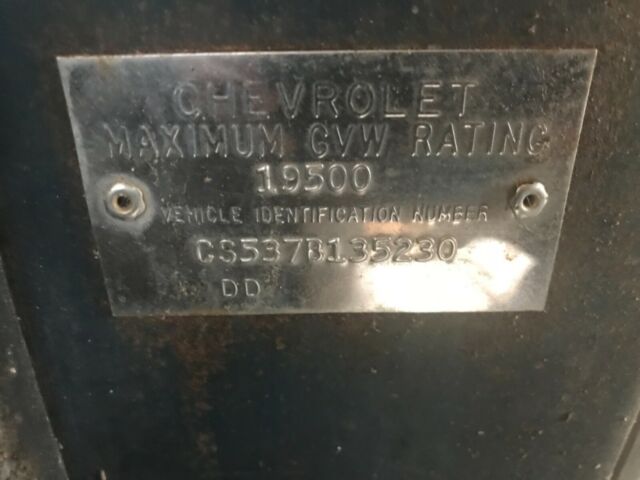 CHEVROLET
MAXIMUM GVW RATING
19500
VEHICLE IDENTIFICATION NUMBER
CS537B135230
DD